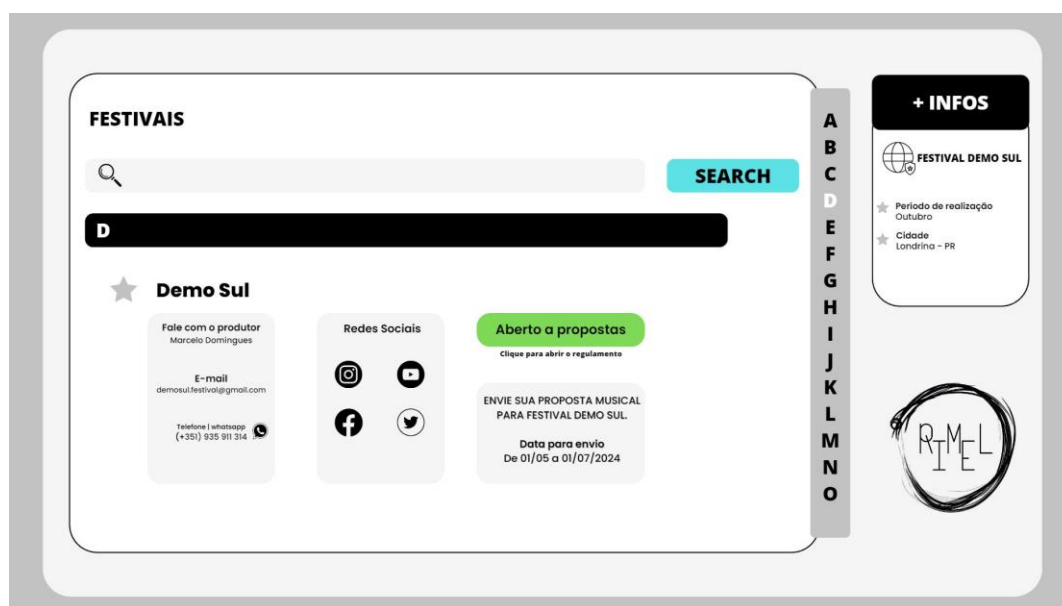 FESTIVAIS
SEARCH
D
Demo Sul
Fale com o produtor
Marcelo Domingues
E-mail
demosul.festival@gmail.com
Telefone | whatsapp
(+351) 935 911 314
Redes Sociais
Aberto a propostas
Clique para abrir o regulamento
ENVIE SUA PROPOSTA MUSICAL
PARA FESTIVAL DEMO SUL.
Data para envio
De 01/05 a 01/07/2024
A
B
C
D
E
F
G
H
I
J
K
L
M
N
O
+ INFOS
FESTIVAL DEMO SUL
Periodo de realização
Outubro
Cidade
Londrina - PR
RIMEL